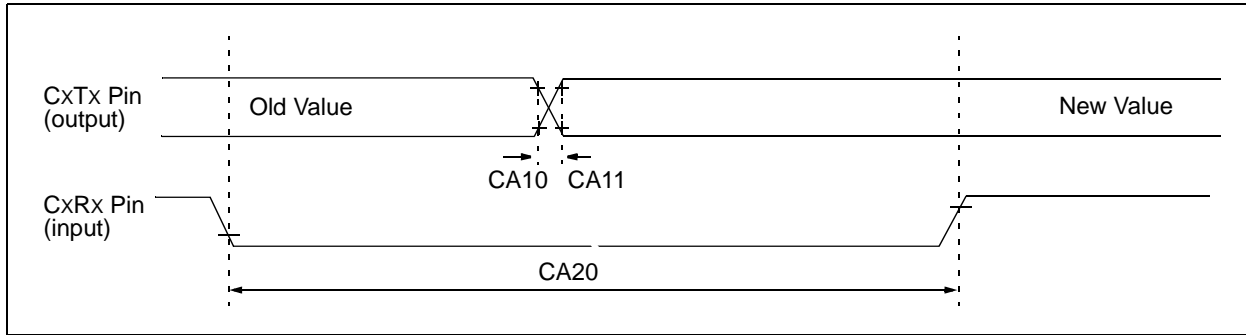 CxTx Pin
(output)
Old Value
New Value
CA10 CA11
CxRx Pin
(input)
CA20